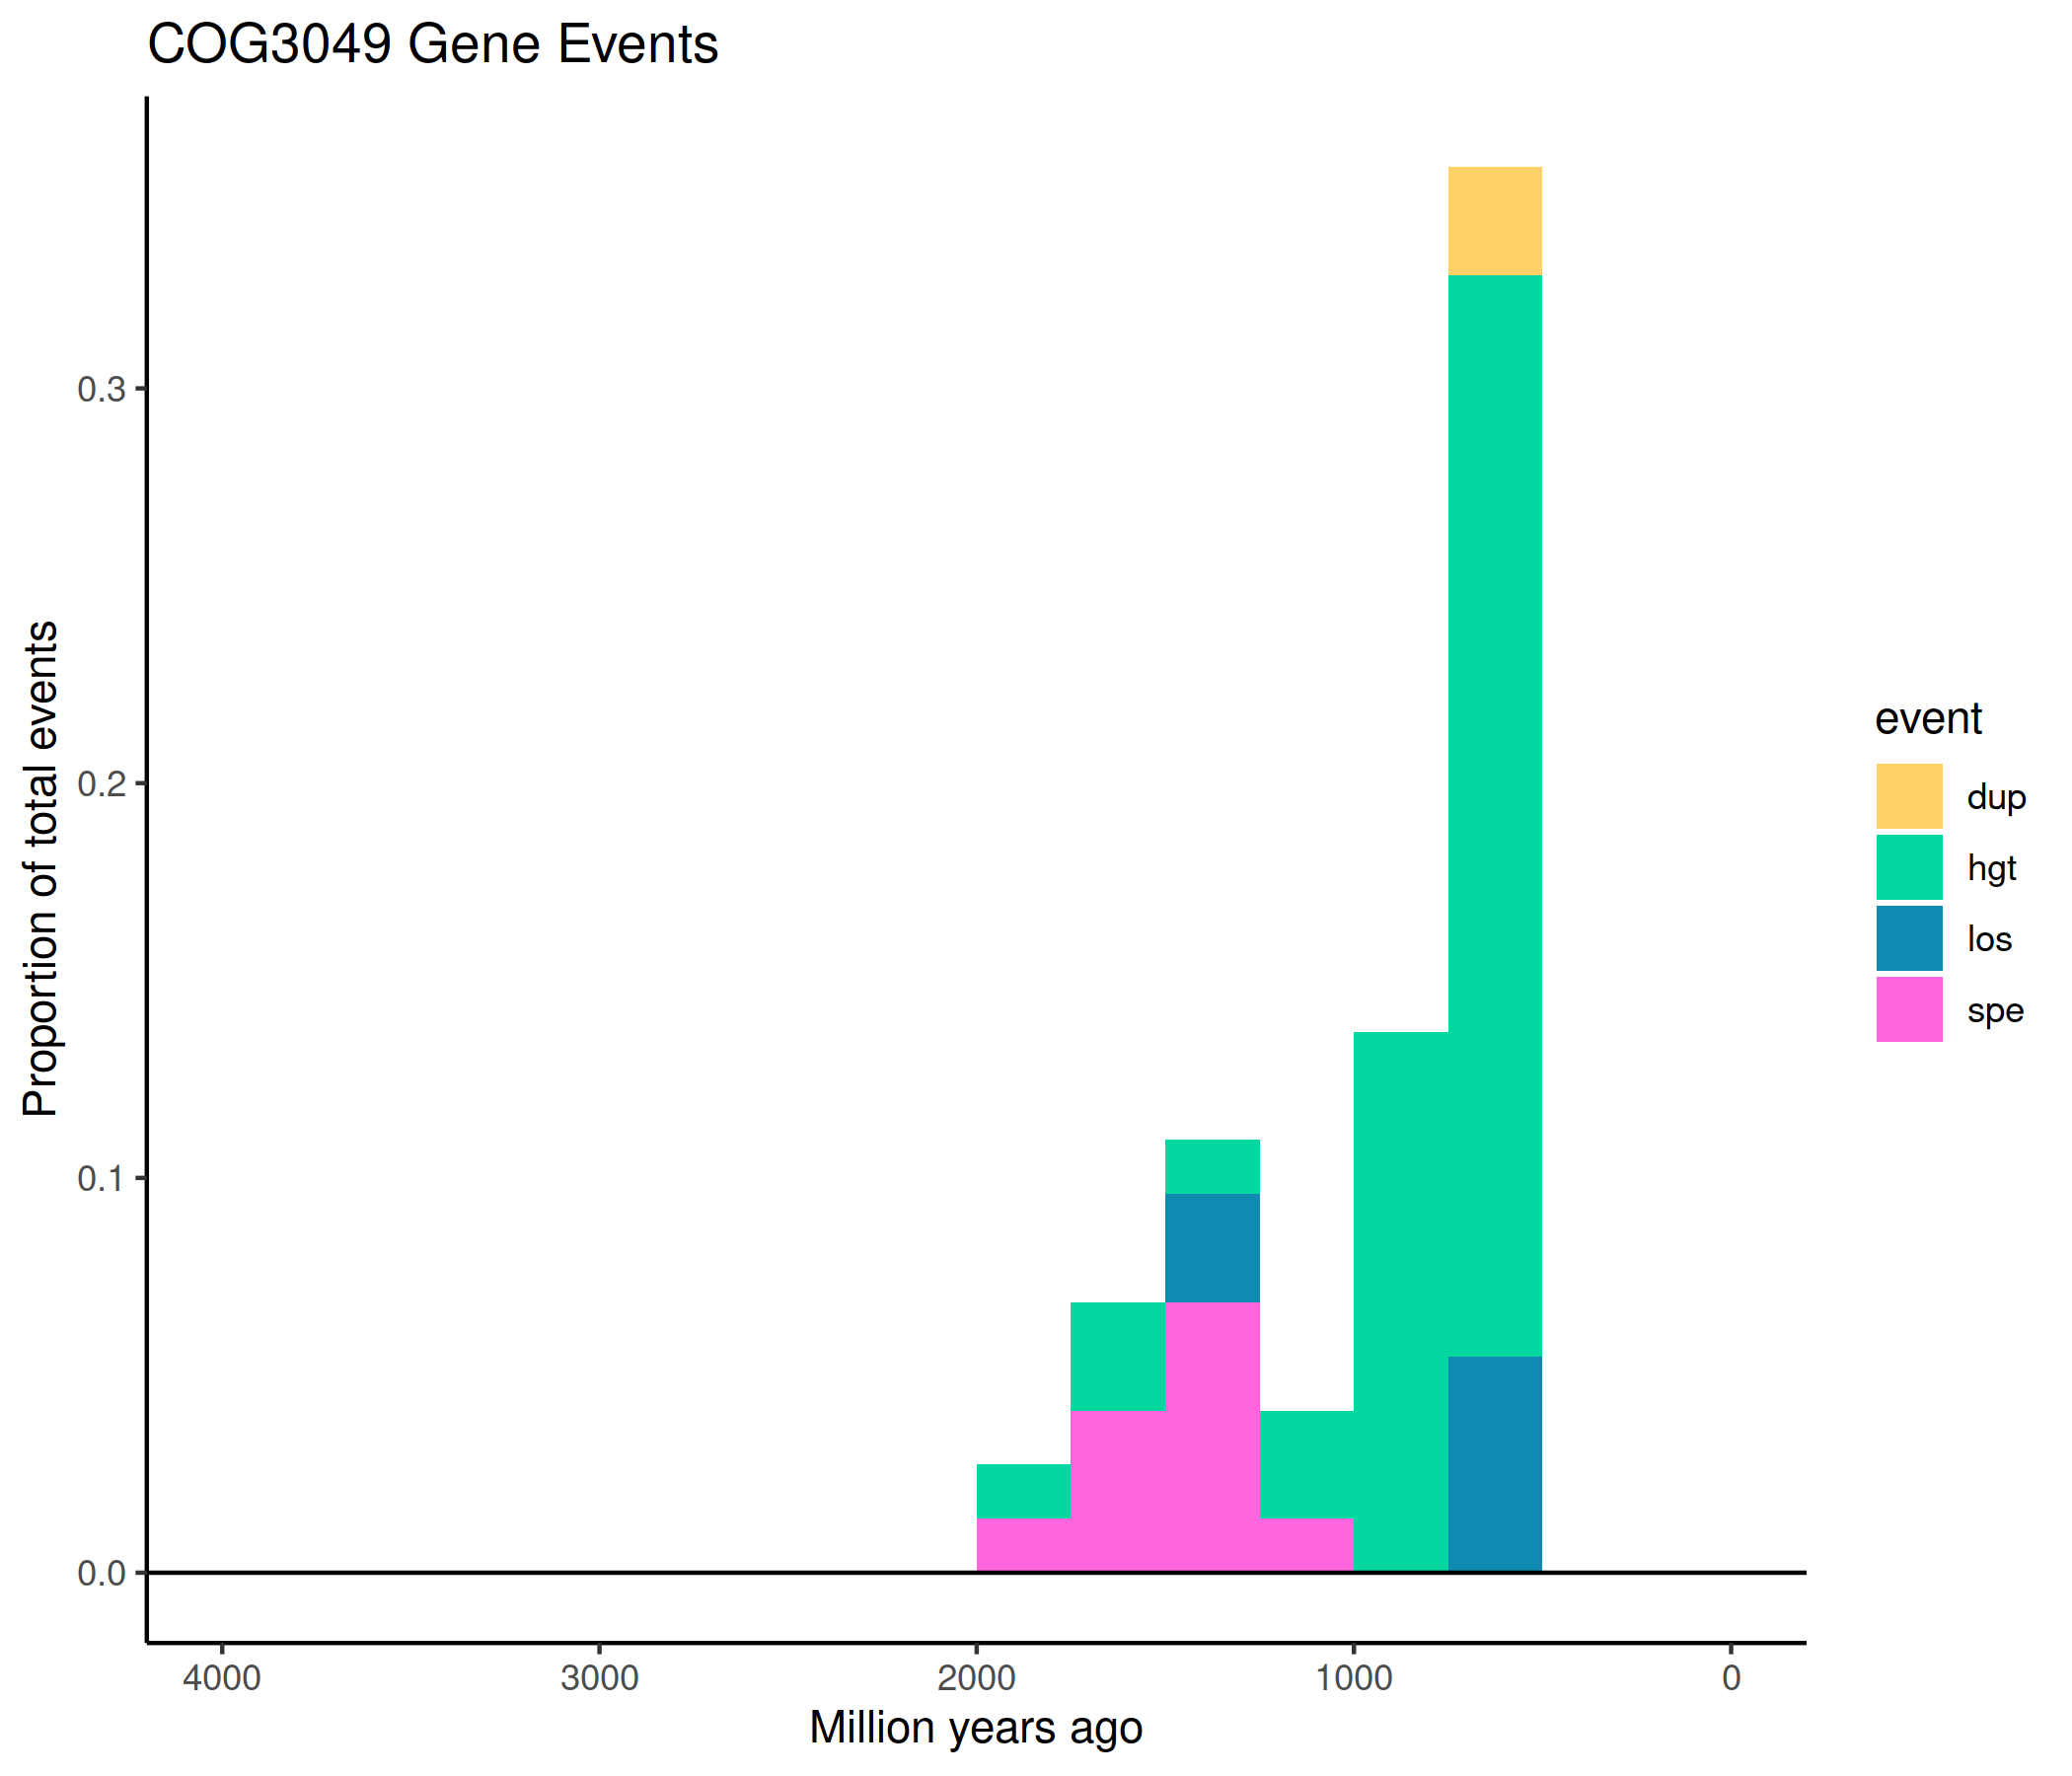 COG3049 Gene Events
Proportion of total events
0.3
0.2
0.1
0.0
4000 3000 2000 1000 0
Million years ago
event
dup
hgt
los
spe